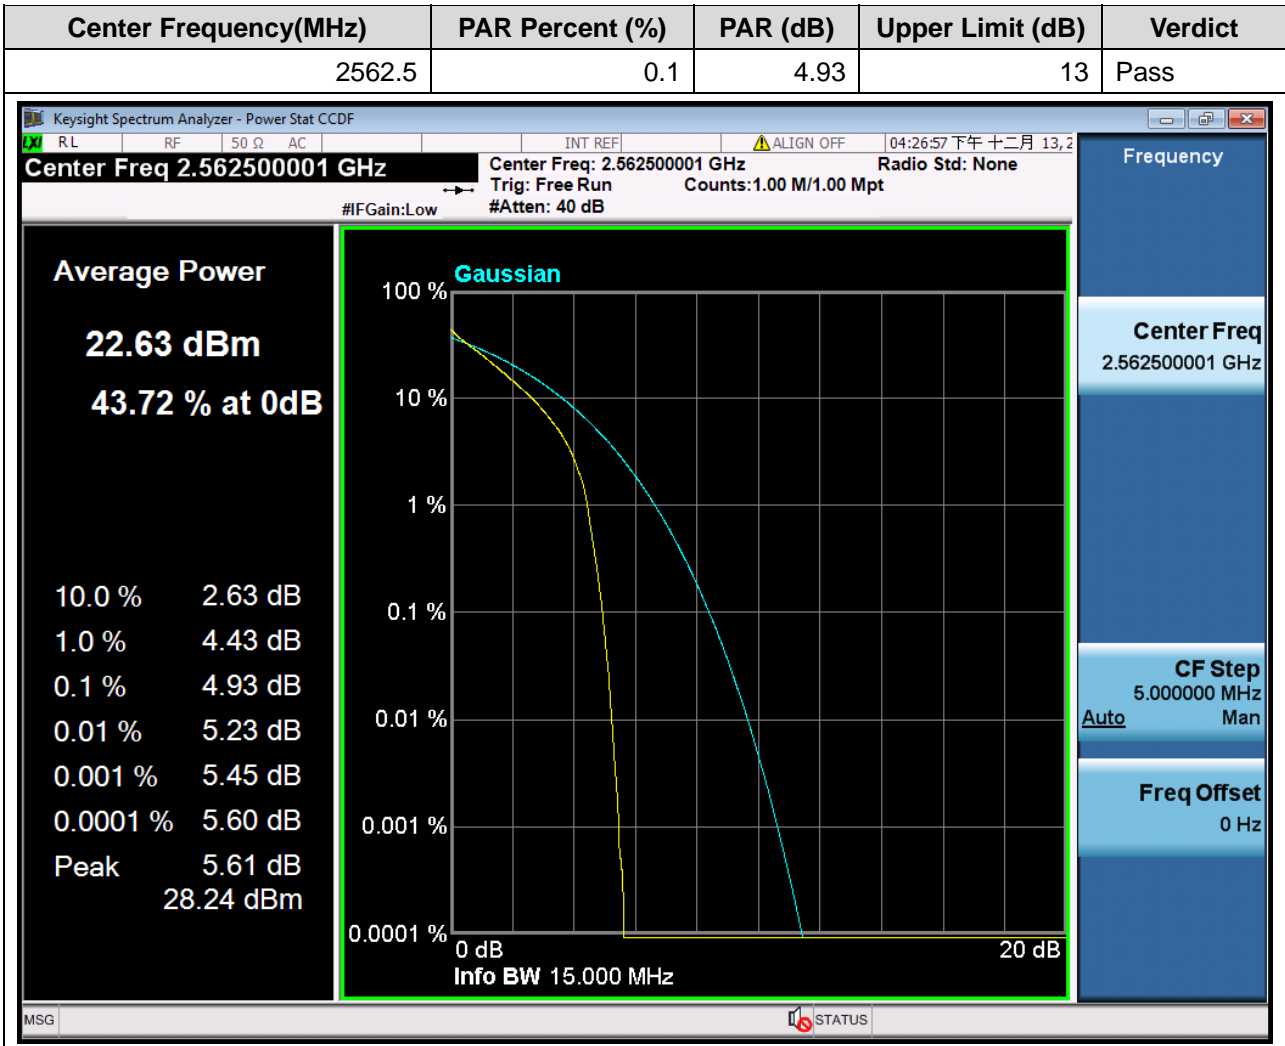 Center Frequency(MHz) PAR Percent (%) PAR (dB) Upper Limit (dB) Verdict
2562.5 0.1 4.93 13 Pass
Keysight Spectrum Analyzer - Power Stat CCDF
LXI RL RF 50 Ω AC INT REF ALIGN OFF 04:26:57 下午 十二月 13, 2
Center Freq 2.562500001 GHz
Center Freq: 2.562500001 GHz Radio Std: None
Trig: Free Run Counts:1.00 M/1.00 Mpt
#IFGain:Low #Atten: 40 dB
Frequency
Average Power
22.63 dBm
43.72 % at 0dB
10.0 % 2.63 dB
1.0 % 4.43 dB
0.1 % 4.93 dB
0.01 % 5.23 dB
0.001 % 5.45 dB
0.0001 % 5.60 dB
Peak 5.61 dB
28.24 dBm
Gaussian
100 %
10 %
1 %
0.1 %
0.01 %
0.001 %
0.0001 %
0 dB 20 dB
Info BW 15.000 MHz
Center Freq
2.562500001 GHz
CF Step
5.000000 MHz
Auto Man
Freq Offset
0 Hz
MSG STATUS